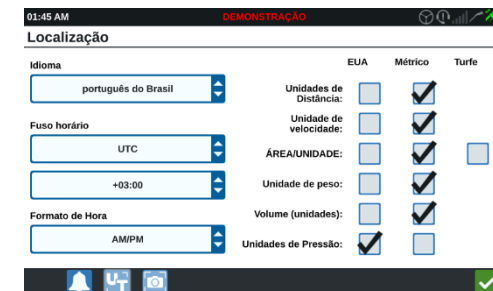 01:45 AM DEMONSTRAÇÃO
Localização
Idioma
português do Brasil
Fuso horário
UTC
+03:00
Formato de Hora
AM/PM
EUA Métrico Turfe
Unidades de
Distância:
Unidade de
velocidade:
ÁREA/UNIDADE:
Unidade de peso:
Volume (unidades):
Unidades de Pressão:
UT